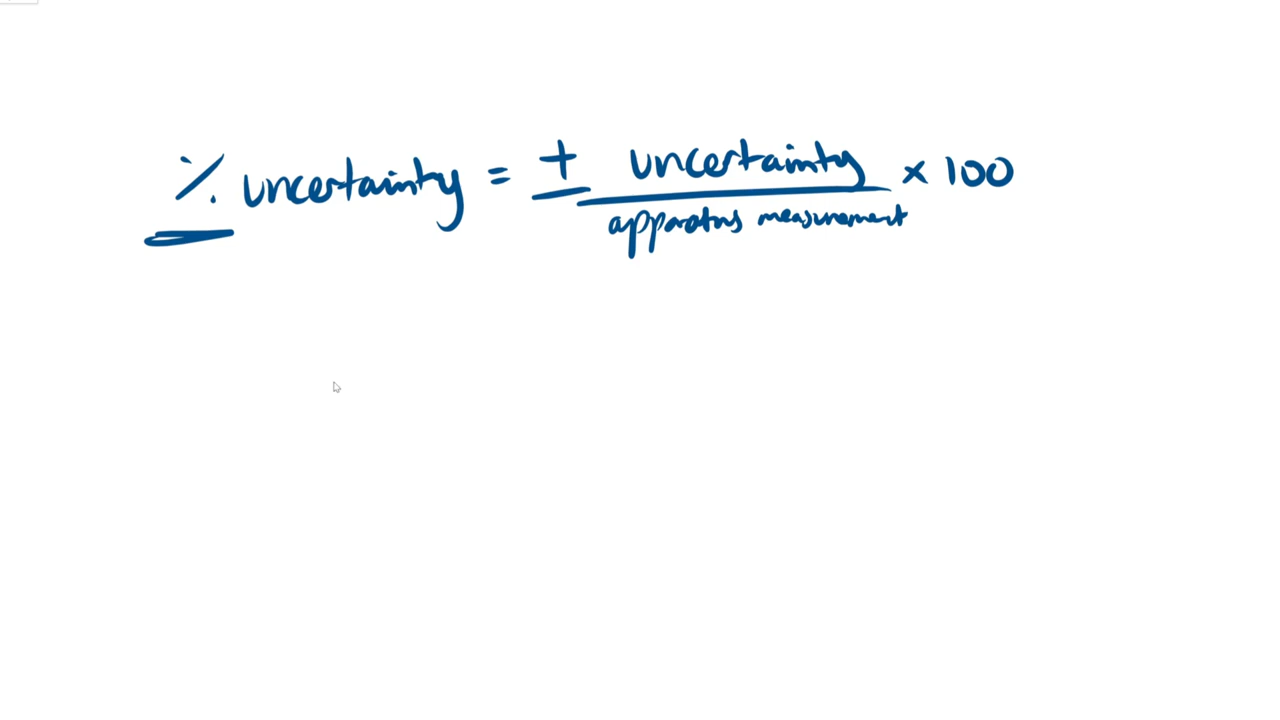 % uncertainty = ± uncertainty × 100
apparatus measurement